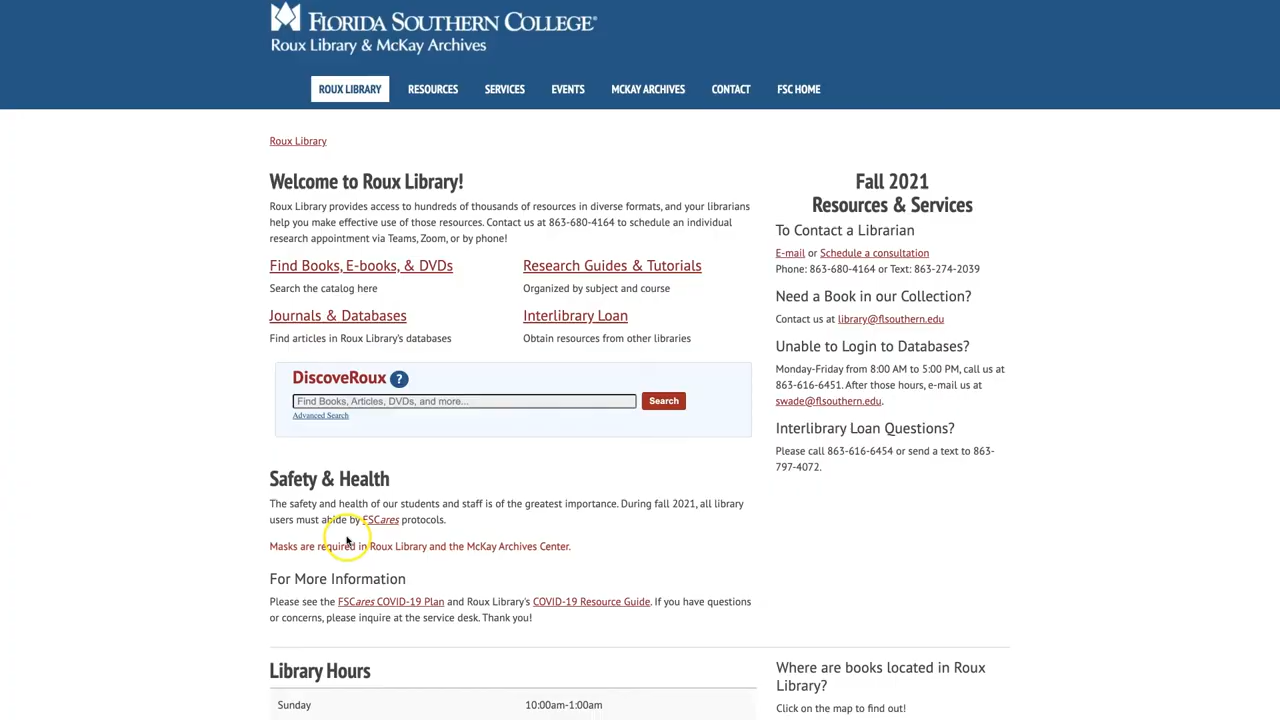 FLORIDA SOUTHERN COLLEGE®
Roux Library & McKay Archives
ROUX LIBRARY RESOURCES SERVICES EVENTS MCKAY ARCHIVES CONTACT FSC HOME
Roux Library
Welcome to Roux Library!
Roux Library provides access to hundreds of thousands of resources in diverse formats, and your librarians
help you make effective use of those resources. Contact us at 863-680-4164 to schedule an individual
research appointment via Teams, Zoom, or by phone!
Find Books, E-books, & DVDs
Search the catalog here
Research Guides & Tutorials
Organized by subject and course
Journals & Databases
Find articles in Roux Library's databases
Interlibrary Loan
Obtain resources from other libraries
DiscoveRoux ?
Find Books, Articles, DVDs, and more...
Search
Advanced Search
Safety & Health
The safety and health of our students and staff is of the greatest importance. During fall 2021, all library
users must abide by FSCares protocols.
Masks are required in Roux Library and the McKay Archives Center.
For More Information
Please see the FSCares COVID-19 Plan and Roux Library's COVID-19 Resource Guide. If you have questions
or concerns, please inquire at the service desk. Thank you!
Library Hours
Sunday 10:00am-1:00am
Fall 2021
Resources & Services
To Contact a Librarian
E-mail or Schedule a consultation
Phone: 863-680-4164 or Text: 863-274-2039
Need a Book in our Collection?
Contact us at library@flsouthern.edu
Unable to Login to Databases?
Monday-Friday from 8:00 AM to 5:00 PM, call us at
863-616-6451. After those hours, e-mail us at
swade@flsouthern.edu.
Interlibrary Loan Questions?
Please call 863-616-6454 or send a text to 863-
797-4072.
Where are books located in Roux
Library?
Click on the map to find out!